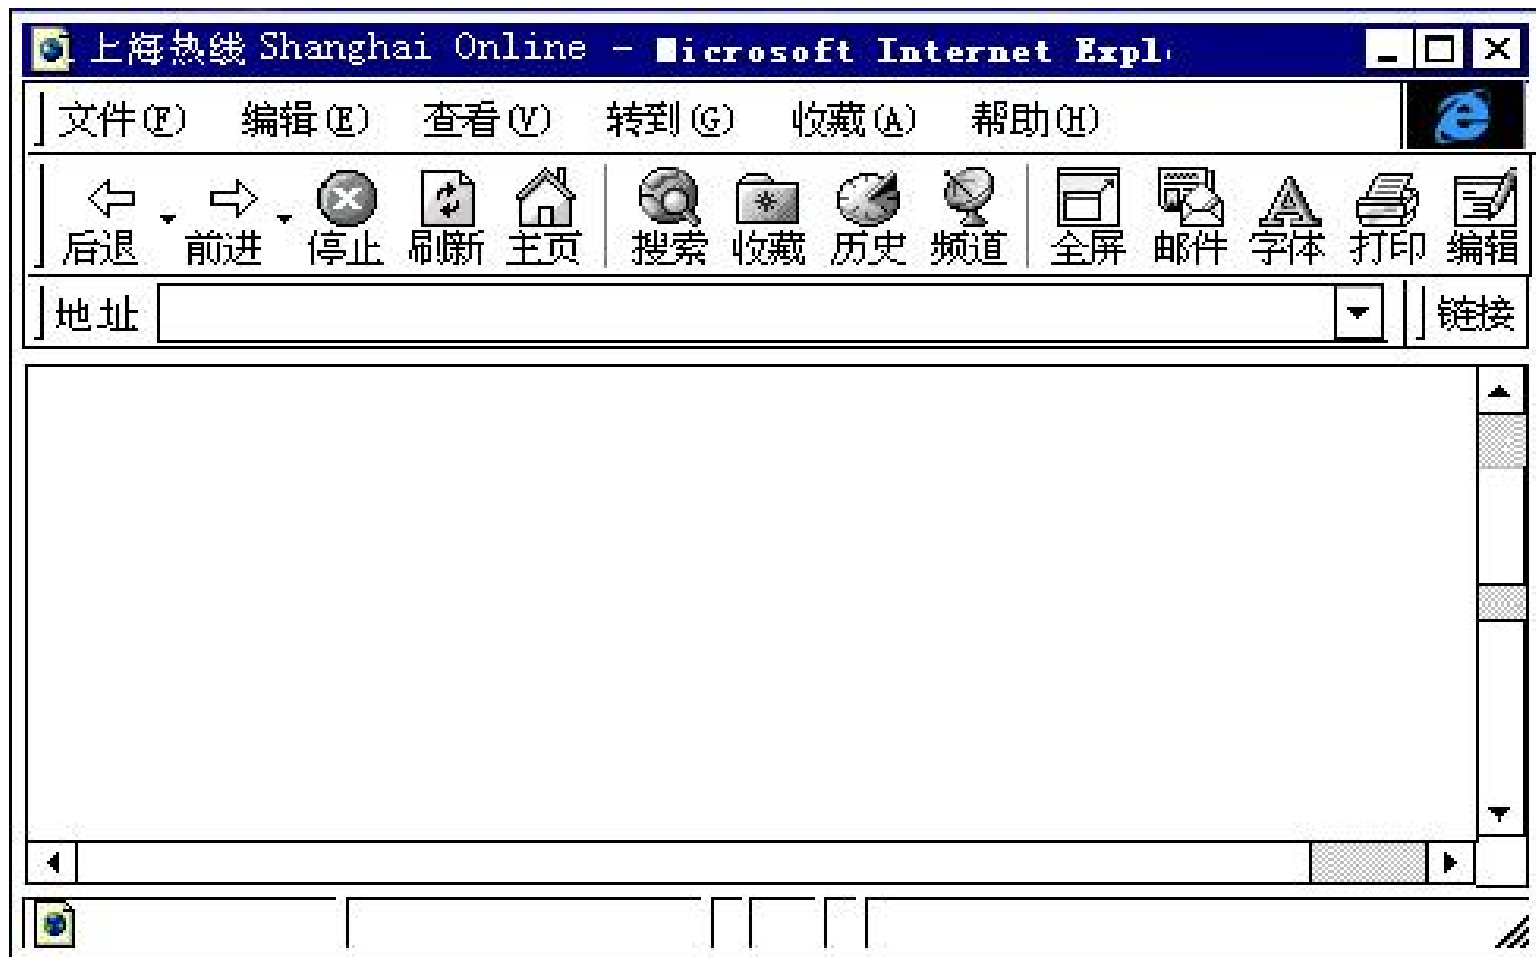 上海热线 Shanghai Online - Microsoft Internet Expl
文件(F) 编辑(E) 查看(V) 转到(G) 收藏(A) 帮助(H)
后退 前进 停止 刷新 主页 搜索 收藏 历史 频道 全屏 邮件 字体 打印 编辑
地址 链接